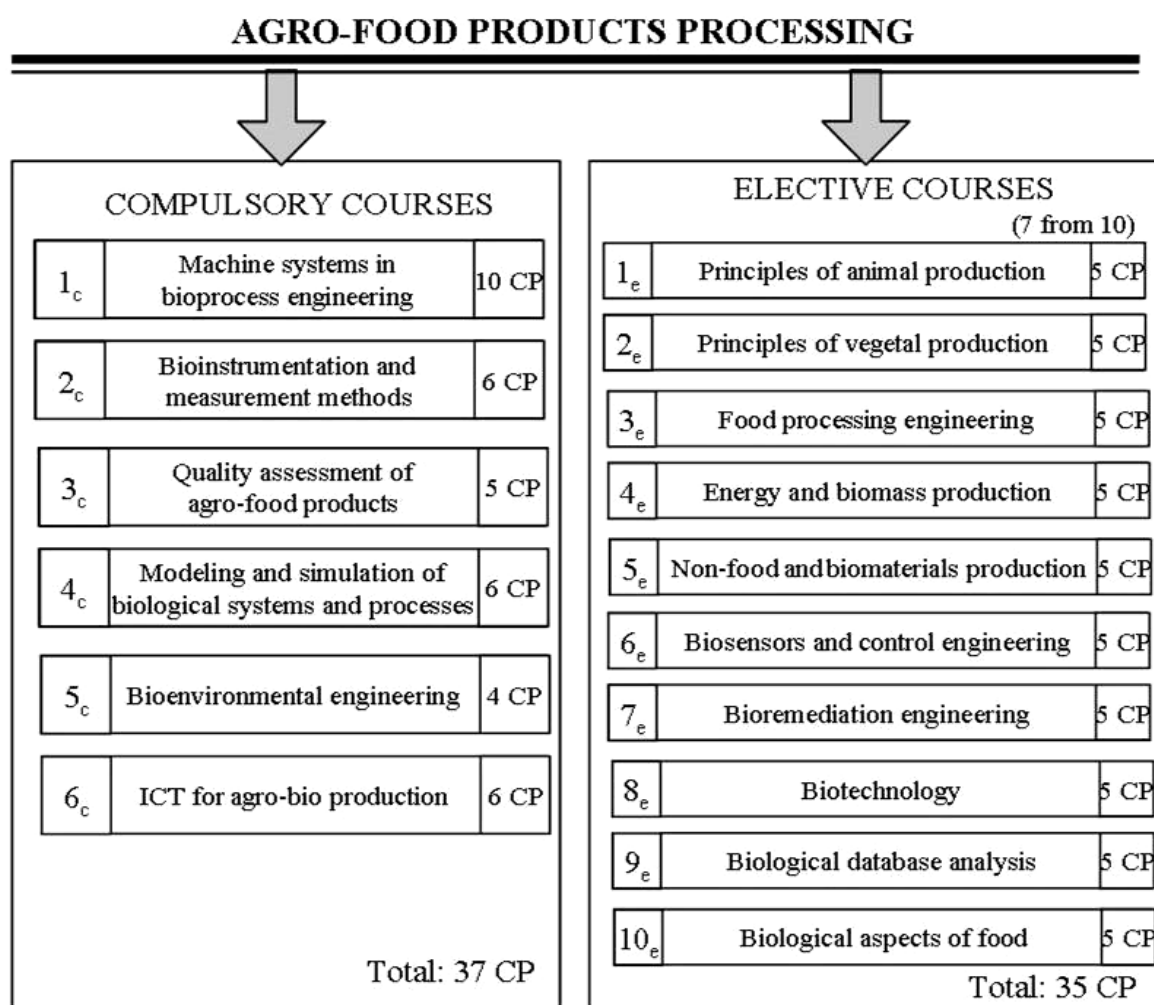 AGRO-FOOD PRODUCTS PROCESSING
COMPULSORY COURSES
1c
Machine systems in
bioprocess engineering
10 CP
2c
Bioinstrumentation and
measurement methods
6 CP
3c
Quality assessment of
agro-food products
5 CP
4c
Modeling and simulation of
biological systems and processes
6 CP
5c
Bioenvironmental engineering
4 CP
6c
ICT for agro-bio production
6 CP
Total: 37 CP
ELECTIVE COURSES
(7 from 10)
1e
Principles of animal production
5 CP
2e
Principles of vegetal production
5 CP
3e
Food processing engineering
5 CP
4e
Energy and biomass production
5 CP
5e
Non-food and biomaterials production
5 CP
6e
Biosensors and control engineering
5 CP
7e
Bioremediation engineering
5 CP
8e
Biotechnology
5 CP
9e
Biological database analysis
5 CP
10e
Biological aspects of food
5 CP
Total: 35 CP